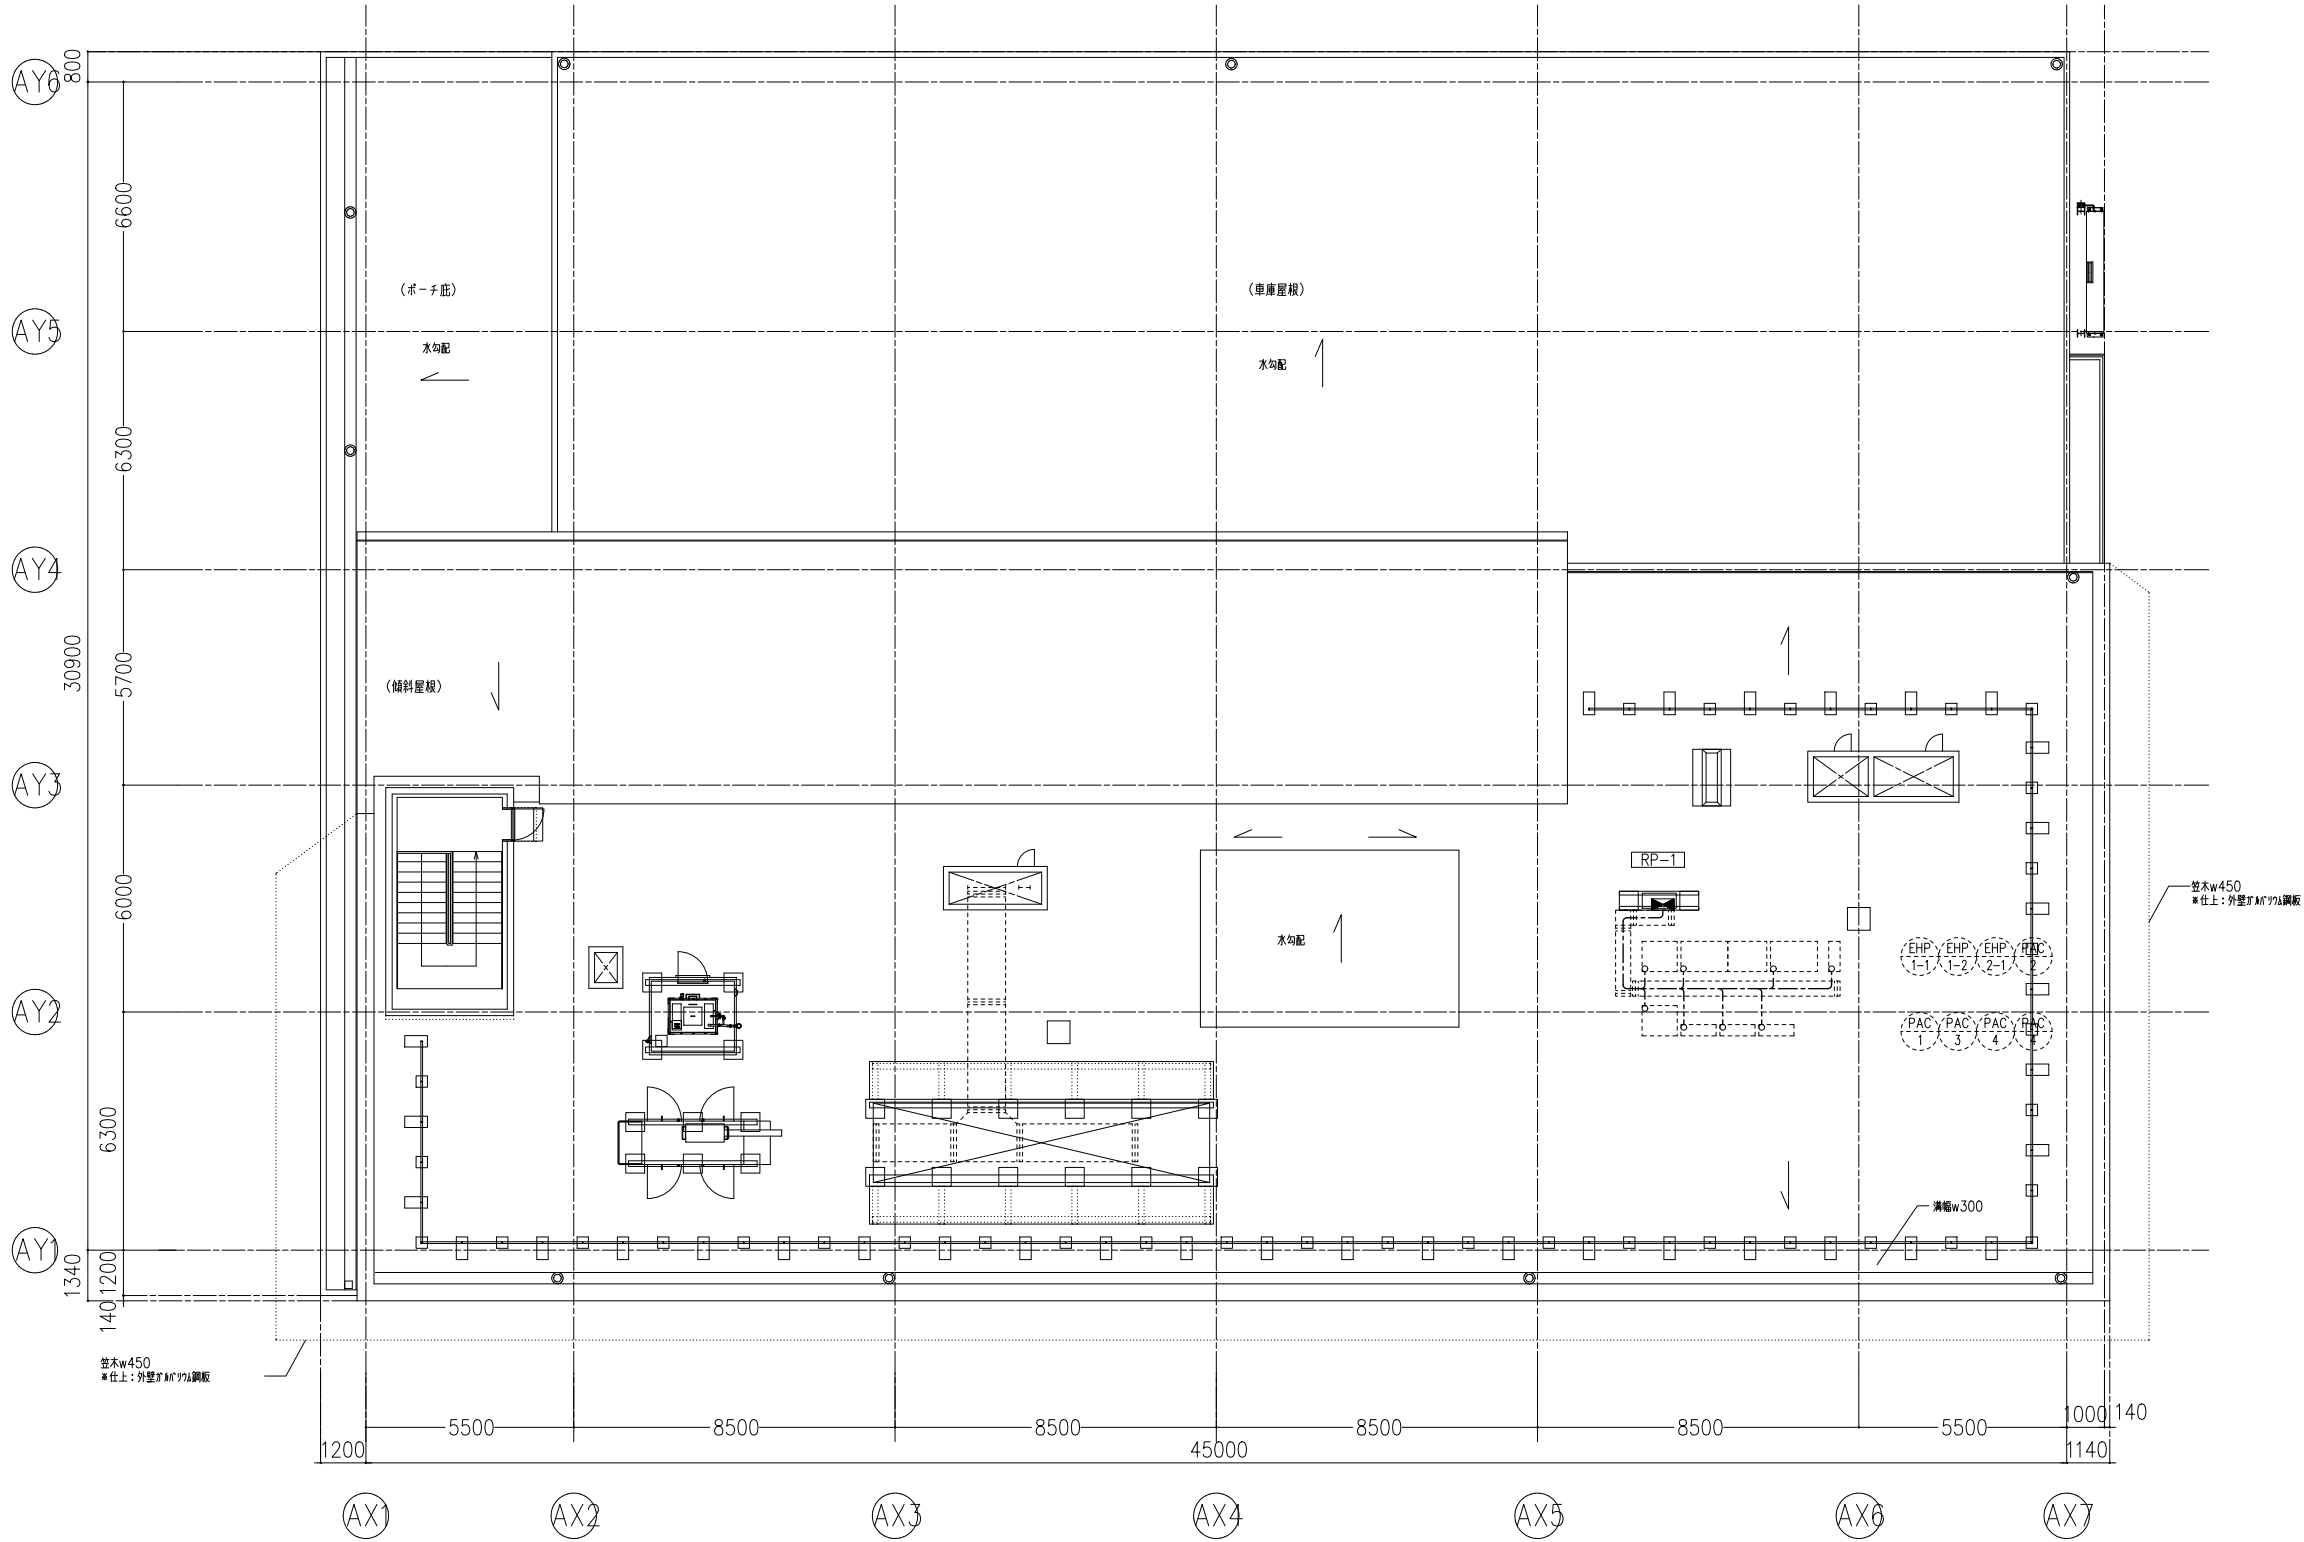 AY6
800
6600
(ポーチ庇)
(車庫屋根)
AY5
水勾配
水勾配
6300
AY4
30900
5700
(傾斜屋根)
AY3
RP-1
6000
笠木w450
※仕上：外壁ガルバリウム鋼板
水勾配
EHP
1-1
EHP
1-2
EHP
2-1
PAC
2
AY2
PAC
1
PAC
3
PAC
4
PAC
4
6300
溝幅w300
AY1
1340
1200
140
笠木w450
※仕上：外壁ガルバリウム鋼板
5500
8500
8500
8500
8500
5500
1000
140
1200
45000
1140
AX1
AX2
AX3
AX4
AX5
AX6
AX7